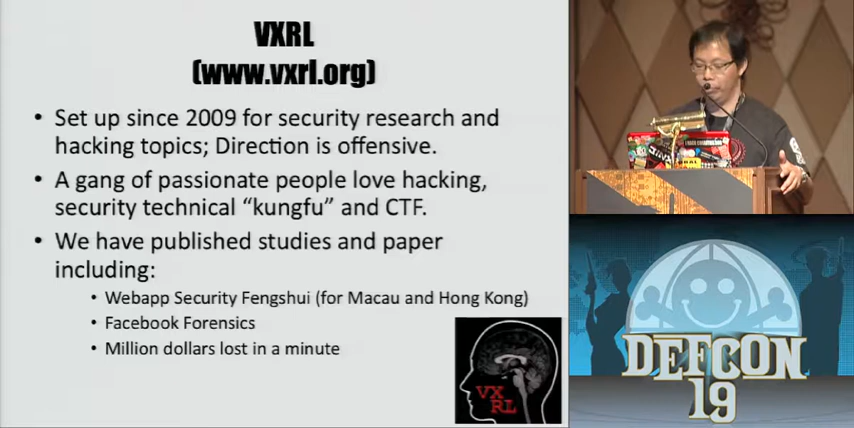 VXRL
(www.vxrl.org)
• Set up since 2009 for security research and
hacking topics; Direction is offensive.
• A gang of passionate people love hacking,
security technical “kungfu” and CTF.
• We have published studies and paper
including:
• Webapp Security Fengshui (for Macau and Hong Kong)
• Facebook Forensics
• Million dollars lost in a minute
VX
RL
DEFCON
19